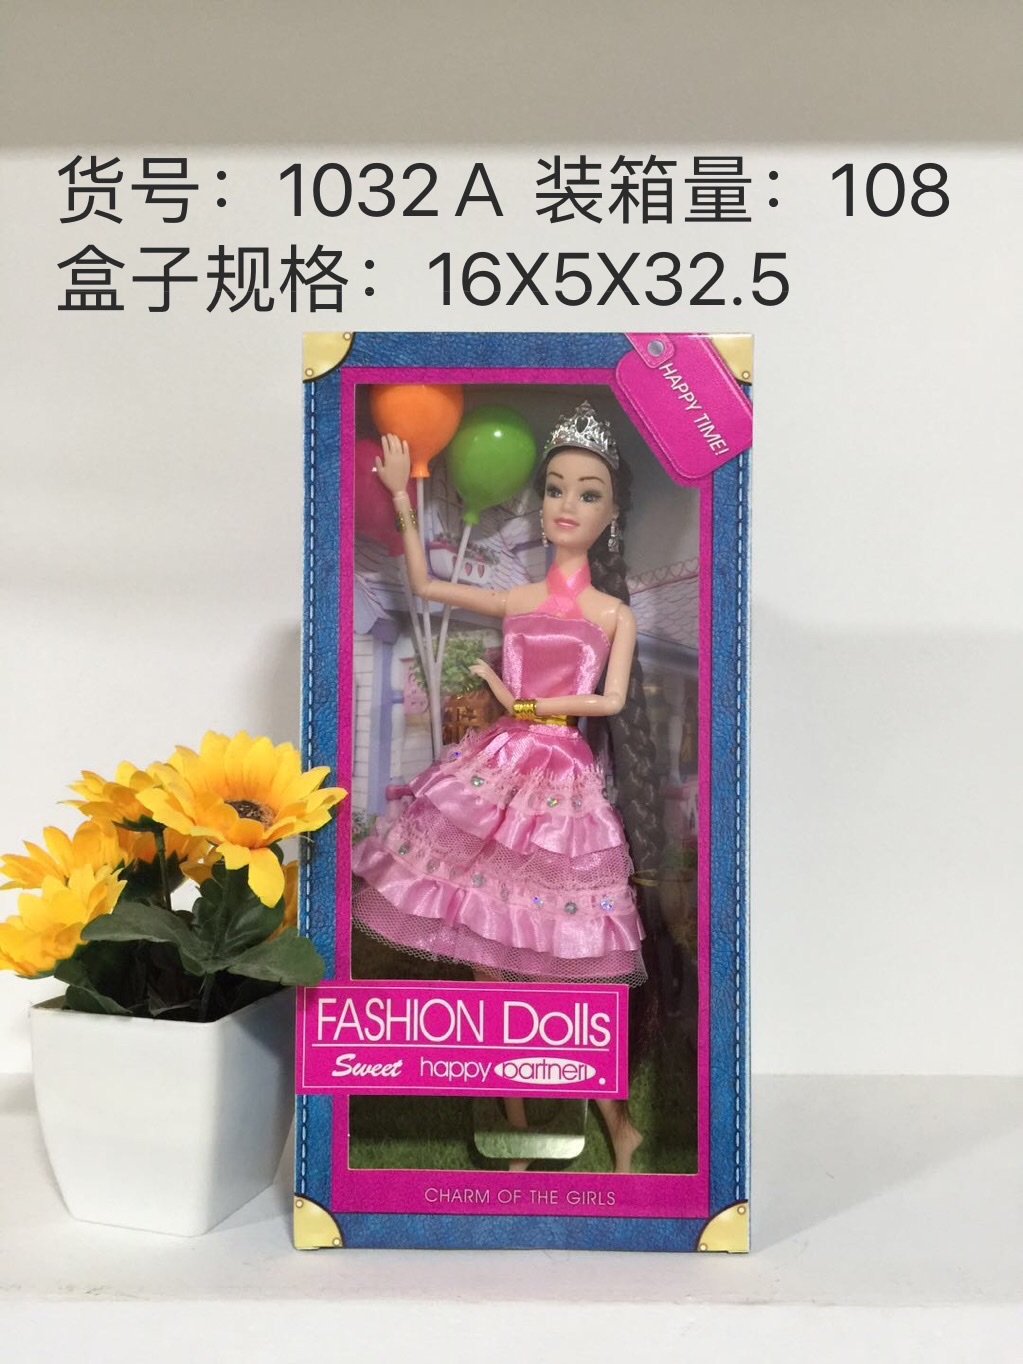 货号：1032A 装箱量：108
盒子规格：16X5X32.5
HAPPY TIME!
FASHION Dolls
Sweet happy partner.
CHARM OF THE GIRLS